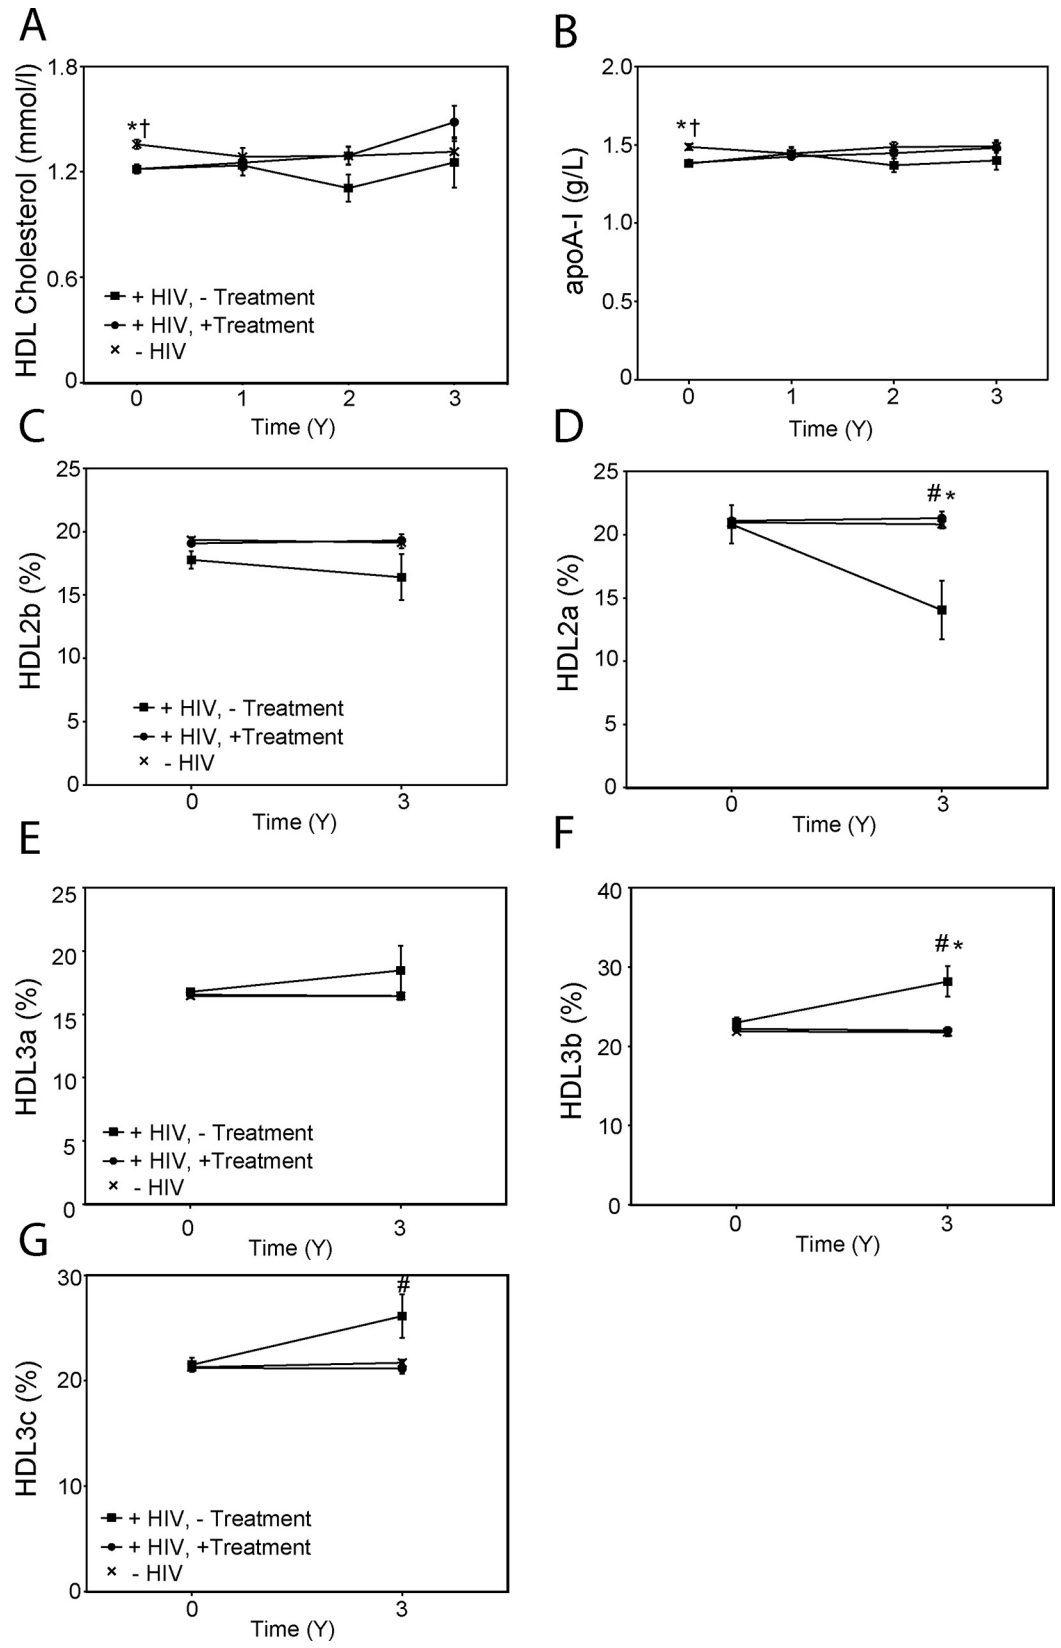 A
HDL Cholesterol (mmol/l)
1.8
1.2
0.6
0
*†
+ HIV, - Treatment
+ HIV, +Treatment
- HIV
0 1 2 3
Time (Y)
B
apoA-I (g/L)
2.0
1.5
1.0
0.5
0
*†
0 1 2 3
Time (Y)
C
HDL2b (%)
25
20
15
10
5
0
+ HIV, - Treatment
+ HIV, +Treatment
- HIV
0 3
Time (Y)
D
HDL2a (%)
25
20
15
10
5
0
# *
0 3
Time (Y)
E
HDL3a (%)
25
20
15
10
5
0
+ HIV, - Treatment
+ HIV, +Treatment
- HIV
0 3
Time (Y)
F
HDL3b (%)
40
30
20
10
0
# *
0 3
Time (Y)
G
HDL3c (%)
30
20
10
0
#
+ HIV, - Treatment
+ HIV, +Treatment
- HIV
0 3
Time (Y)